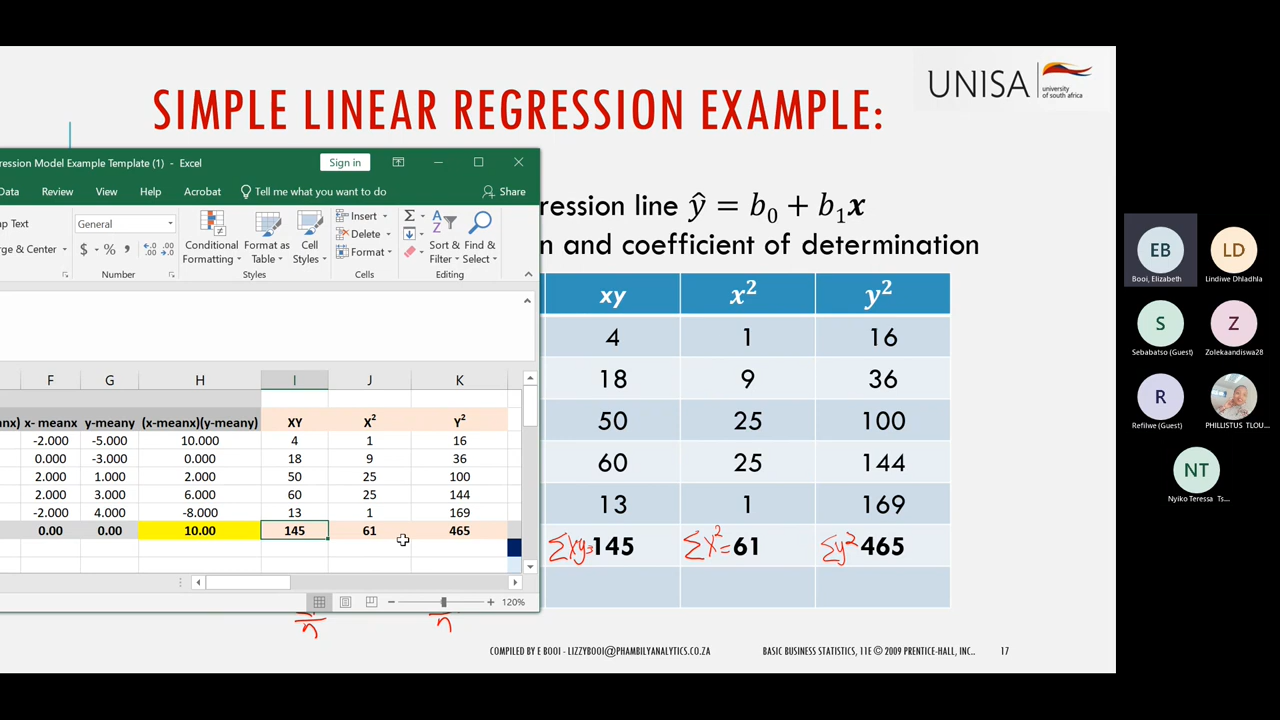 UNISA
university
of south africa
SIMPLE LINEAR REGRESSION EXAMPLE:
ression Model Example Template (1) - Excel
Sign in
Data Review View Help Acrobat Tell me what you want to do Share
ap Text
General
Insert
Σ
A
Z
rge & Center
$ % ,
Conditional
Formatting
Format as
Table
Cell
Styles
Delete
Format
Sort &
Filter
Find &
Select
Number
Styles
Cells
Editing
ression line ŷ = b₀ + b₁x
n and coefficient of determination
F G H I J K
meanx) x- meanx y-meany (x-meanx)(y-meany) XY X² Y²
-2.000 -5.000 10.000 4 1 16
0.000 -3.000 0.000 18 9 36
2.000 1.000 2.000 50 25 100
2.000 3.000 6.000 60 25 144
-2.000 4.000 -8.000 13 1 169
0.00 0.00 10.00 145 61 465
120%
xy x² y²
4 1 16
18 9 36
50 25 100
60 25 144
13 1 169
Σxy=145 Σx²=61 Σy²465
n
n
COMPILED BY E BOOI - LIZZYBOOI@PHAMBILYANALYTICS.CO.ZA
BASIC BUSINESS STATISTICS, 11E © 2009 PRENTICE-HALL, INC..
17
EB
Booi, Elizabeth
LD
Lindiwe Dhladhla
S
Sebabatso (Guest)
Z
Zolekaandiswa28
R
Refilwe (Guest)
PHILLISTUS TLOU...
NT
Nyiko Teressa Ts...